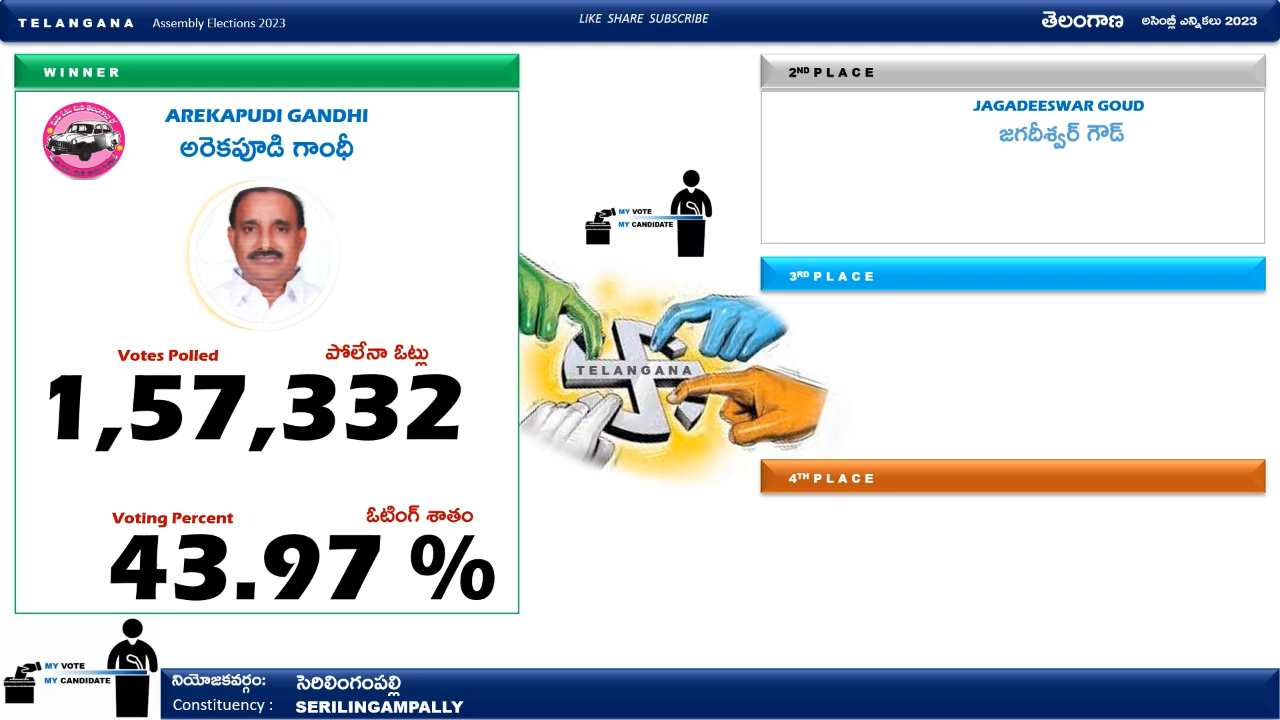 TELANGANA Assembly Elections 2023
LIKE SHARE SUBSCRIBE
తెలంగాణ అసెంబ్లీ ఎన్నికలు 2023
WINNER
AREKAPUDI GANDHI
అరెకపూడి గాంధీ
Votes Polled పోలేనా ఓట్లు
1,57,332
Voting Percent ఓటింగ్ శాతం
43.97 %
MY VOTE
MY CANDIDATE
TELANGANA
2ND PLACE
JAGADEESWAR GOUD
జగదీశ్వర్ గౌడ్
3RD PLACE
4TH PLACE
MY VOTE
MY CANDIDATE
నియోజకవర్గం: సెరిలింగంపల్లి
Constituency : SERILINGAMPALLY